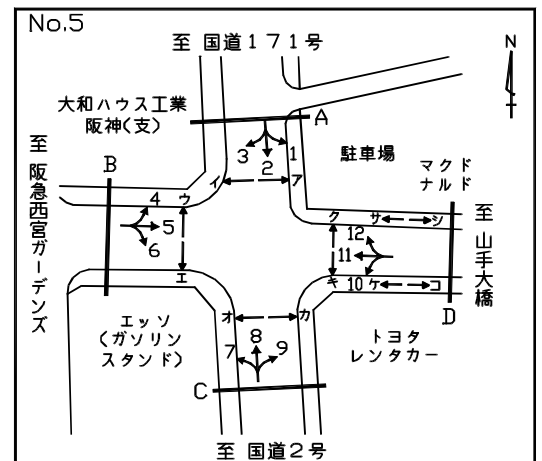 No.5
至 国道171号
N
大和ハウス工業
阪神(支)
A
駐車場
マクド
ナルド
至 阪急西宮ガーデンズ
B
3
2
1
イ
ア
4
ウ
5
6
エ
ク
サ
シ
12
11
キ
10
ケ
コ
至 山手大橋
D
エッソ
(ガソリン
スタンド)
オ
カ
7
8
9
トヨタ
レンタカー
C
至 国道2号